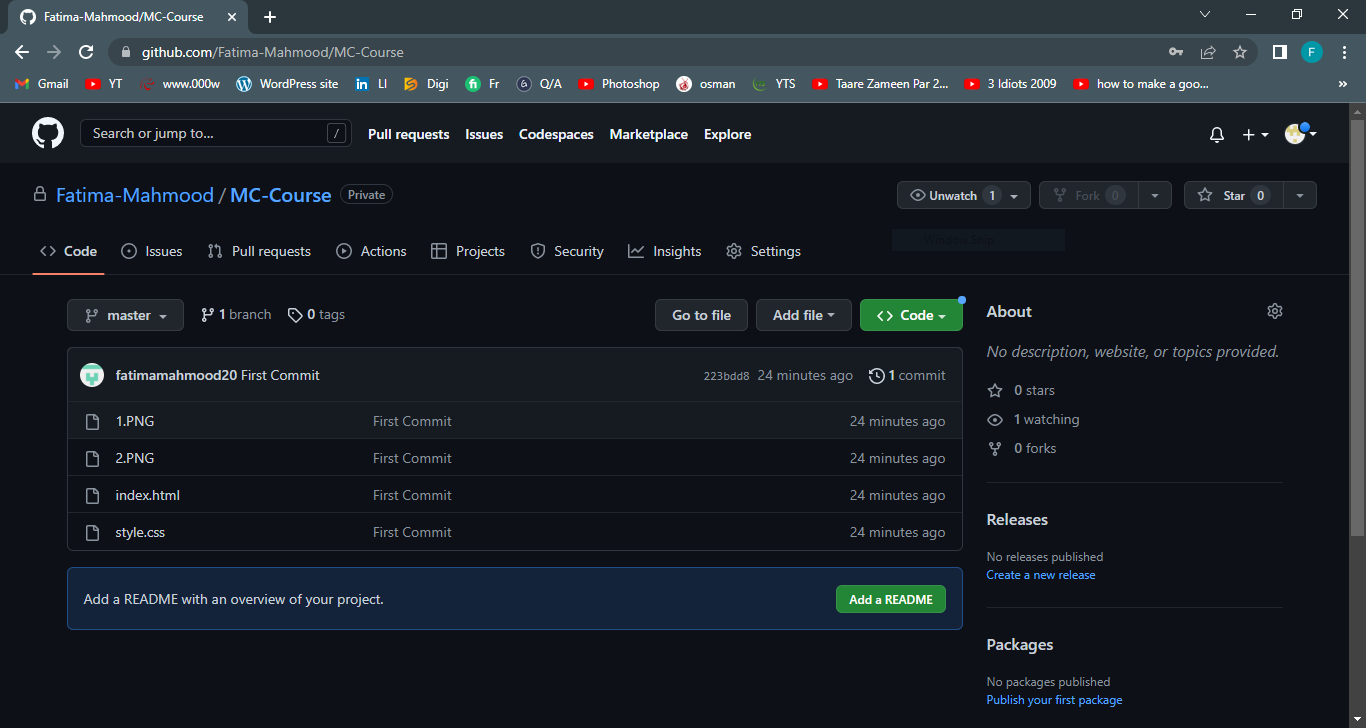 Fatima-Mahmood/MC-Course
github.com/Fatima-Mahmood/MC-Course
F
Gmail YT www.000w WordPress site LI Digi Fr Q/A Photoshop osman YTS Taare Zameen Par 2... 3 Idiots 2009 how to make a goo... »
Search or jump to... / Pull requests Issues Codespaces Marketplace Explore
Fatima-Mahmood / MC-Course Private Unwatch 1 Fork 0 Star 0
Code Issues Pull requests Actions Projects Security Insights Settings
master 1 branch 0 tags Go to file Add file Code
fatimamahmood20 First Commit 223bdd8 24 minutes ago 1 commit
1.PNG First Commit 24 minutes ago
2.PNG First Commit 24 minutes ago
index.html First Commit 24 minutes ago
style.css First Commit 24 minutes ago
Add a README with an overview of your project. Add a README
About
No description, website, or topics provided.
0 stars
1 watching
0 forks
Releases
No releases published
Create a new release
Packages
No packages published
Publish your first package